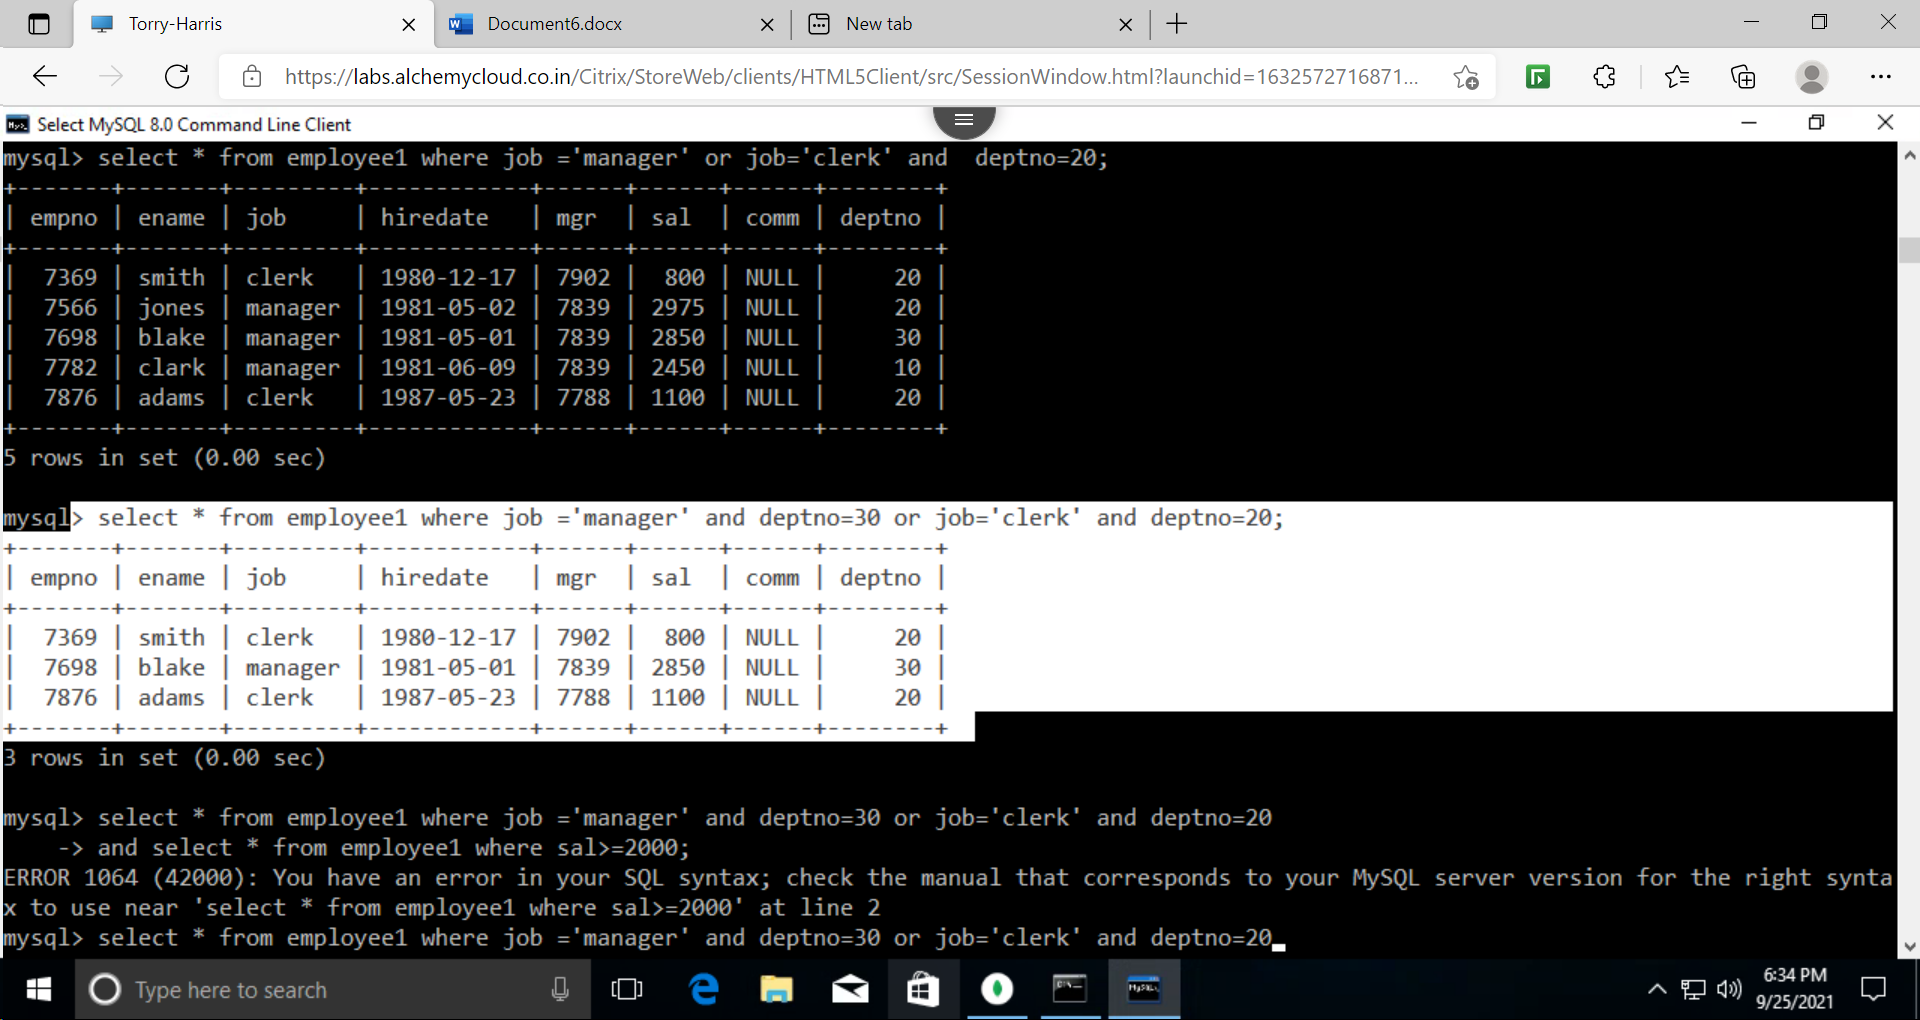 Torry-Harris
Document6.docx
New tab
https://labs.alchemycloud.co.in/Citrix/StoreWeb/clients/HTML5Client/src/SessionWindow.html?launchid=1632572716871...
Select MySQL 8.0 Command Line Client
mysql> select * from employee1 where job ='manager' or job='clerk' and  deptno=20;
+-------+-------+---------+------------+------+------+------+--------+
| empno | ename | job     | hiredate   | mgr  | sal  | comm | deptno |
+-------+-------+---------+------------+------+------+------+--------+
|  7369 | smith | clerk   | 1980-12-17 | 7902 |  800 | NULL |     20 |
|  7566 | jones | manager | 1981-05-02 | 7839 | 2975 | NULL |     20 |
|  7698 | blake | manager | 1981-05-01 | 7839 | 2850 | NULL |     30 |
|  7782 | clark | manager | 1981-06-09 | 7839 | 2450 | NULL |     10 |
|  7876 | adams | clerk   | 1987-05-23 | 7788 | 1100 | NULL |     20 |
+-------+-------+---------+------------+------+------+------+--------+
5 rows in set (0.00 sec)
mysql> select * from employee1 where job ='manager' and deptno=30 or job='clerk' and deptno=20;
+-------+-------+---------+------------+------+------+------+--------+
| empno | ename | job     | hiredate   | mgr  | sal  | comm | deptno |
+-------+-------+---------+------------+------+------+------+--------+
|  7369 | smith | clerk   | 1980-12-17 | 7902 |  800 | NULL |     20 |
|  7698 | blake | manager | 1981-05-01 | 7839 | 2850 | NULL |     30 |
|  7876 | adams | clerk   | 1987-05-23 | 7788 | 1100 | NULL |     20 |
+-------+-------+---------+------------+------+------+------+--------+
3 rows in set (0.00 sec)
mysql> select * from employee1 where job ='manager' and deptno=30 or job='clerk' and deptno=20
    -> and select * from employee1 where sal>=2000;
ERROR 1064 (42000): You have an error in your SQL syntax; check the manual that corresponds to your MySQL server version for the right synta
x to use near 'select * from employee1 where sal>=2000' at line 2
mysql> select * from employee1 where job ='manager' and deptno=30 or job='clerk' and deptno=20_
Type here to search
6:34 PM
9/25/2021